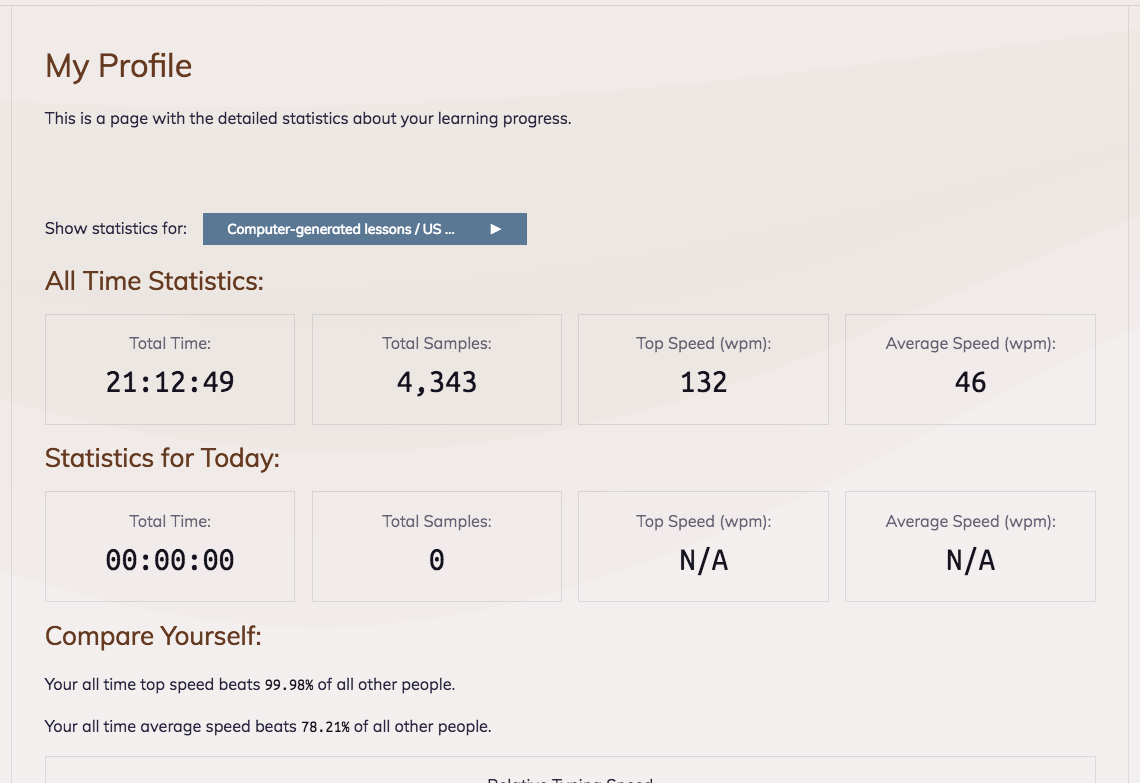 My Profile
This is a page with the detailed statistics about your learning progress.
Show statistics for: Computer-generated lessons / US ... ►
All Time Statistics:
Total Time: Total Samples: Top Speed (wpm): Average Speed (wpm):
21:12:49 4,343 132 46
Statistics for Today:
Total Time: Total Samples: Top Speed (wpm): Average Speed (wpm):
00:00:00 0 N/A N/A
Compare Yourself:
Your all time top speed beats 99.98% of all other people.
Your all time average speed beats 78.21% of all other people.
Relative Typing Speed